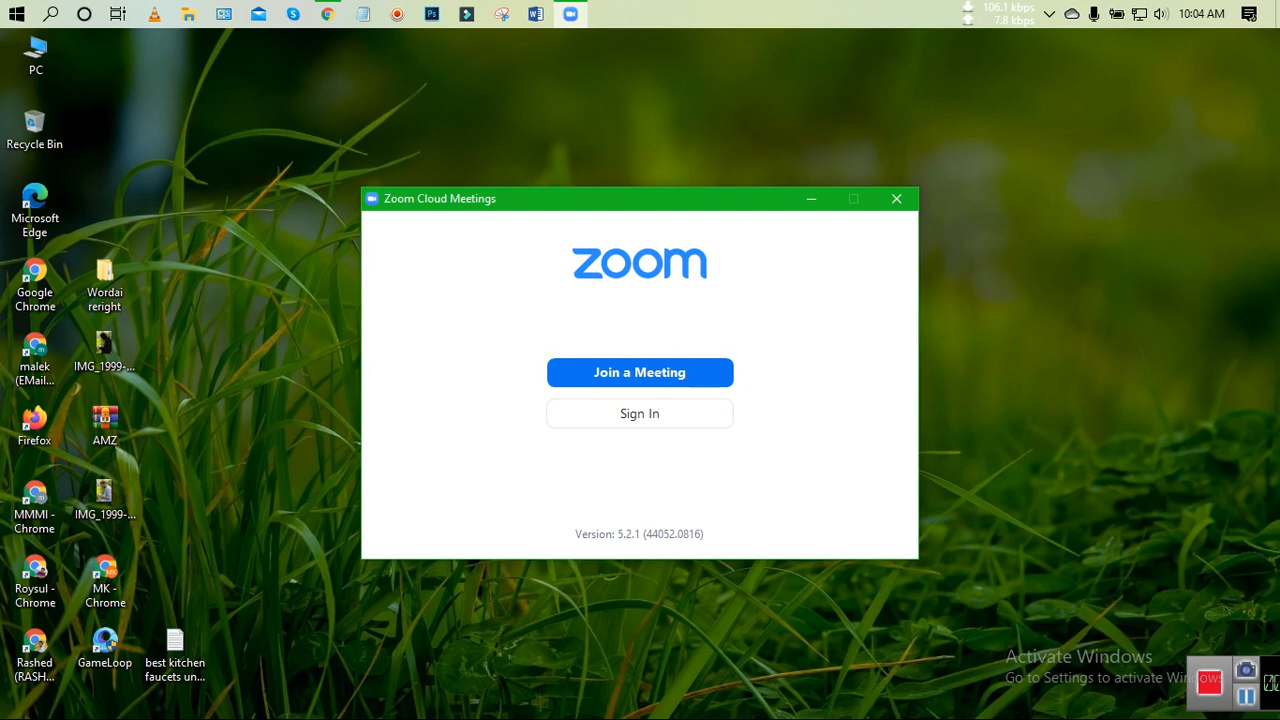 106.1 kbps
7.8 kbps
10:04 AM
PC
Recycle Bin
Microsoft
Edge
Google
Chrome
Wordai
reright
malek
(EMail...
IMG_1999-...
Firefox
AMZ
MMMI -
Chrome
IMG_1999-...
Roysul -
Chrome
MK -
Chrome
Rashed
(RASH...
GameLoop
best kitchen
faucets un...
Zoom Cloud Meetings
zoom
Join a Meeting
Sign In
Version: 5.2.1 (44052.0816)
Activate Windows
Go to Settings to activate Windows